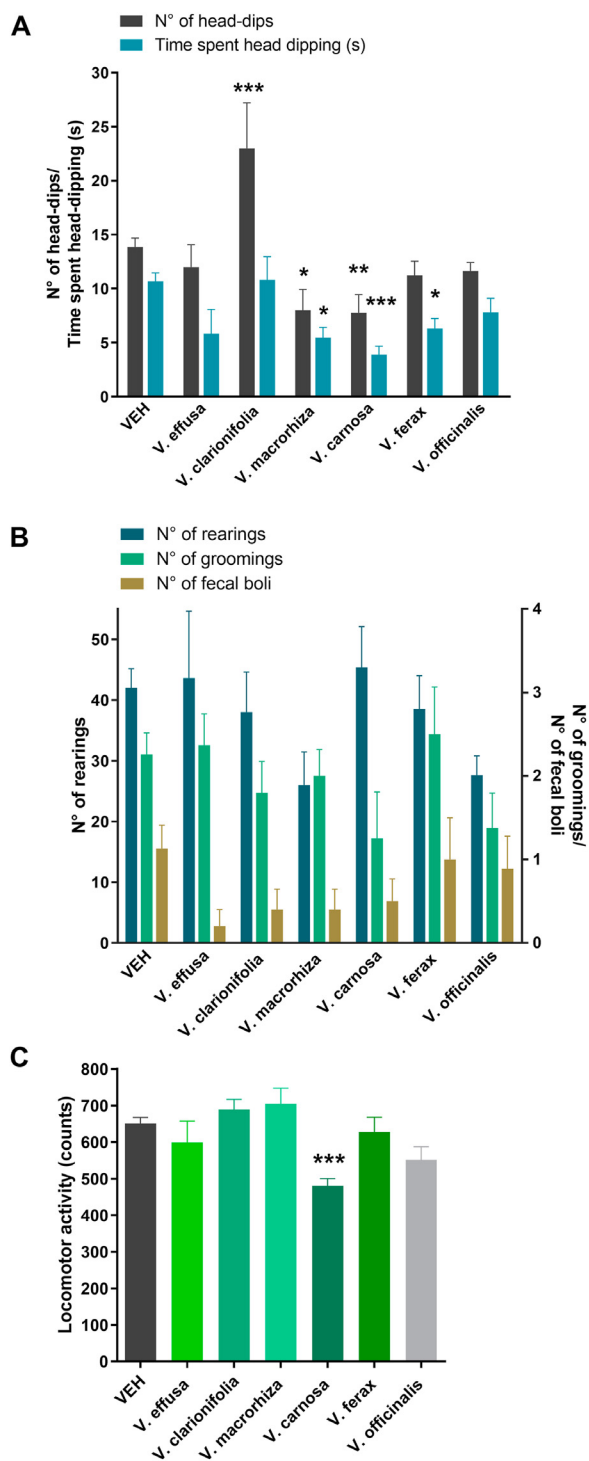 A
N° of head-dips
Time spent head dipping (s)
N° of head-dips/
Time spent head-dipping (s)
30
25
20
15
10
5
0
***
*
*
**
***
*
VEH
V. effusa
V. clarionifolia
V. macrorhiza
V. carnosa
V. ferax
V. officinalis
B
N° of rearings
N° of groomings
N° of fecal boli
N° of rearings
50
40
30
20
10
0
4
3
2
1
0
N° of groomings/
N° of fecal boli
VEH
V. effusa
V. clarionifolia
V. macrorhiza
V. carnosa
V. ferax
V. officinalis
C
Locomotor activity (counts)
800
700
600
500
400
300
200
100
0
***
VEH
V. effusa
V. clarionifolia
V. macrorhiza
V. carnosa
V. ferax
V. officinalis